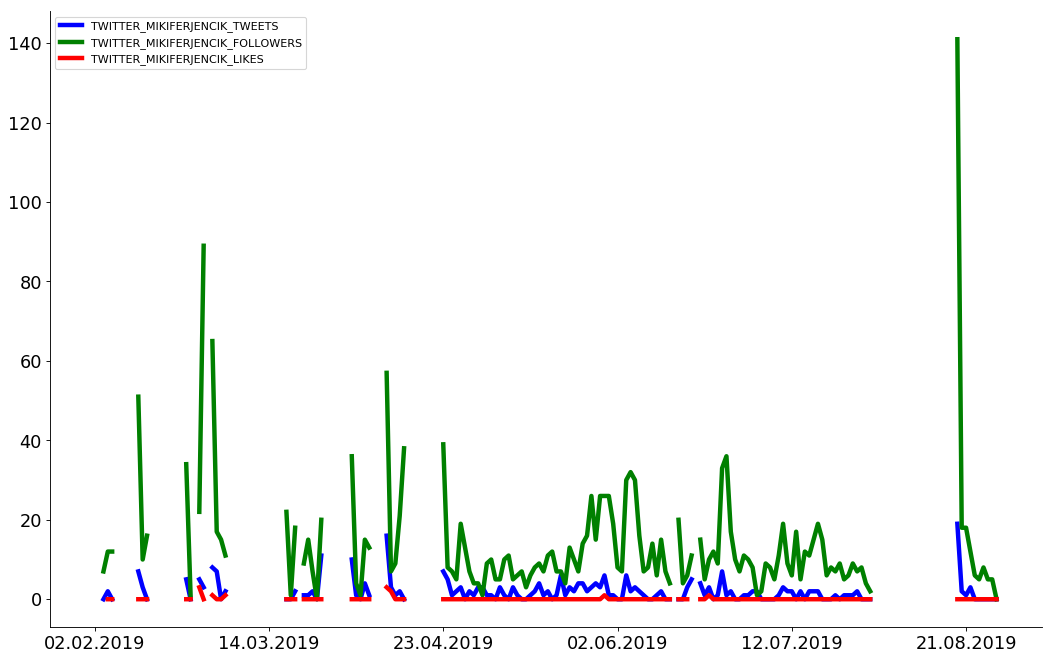 TWITTER_MIKIFERJENCIK_TWEETS
TWITTER_MIKIFERJENCIK_FOLLOWERS
TWITTER_MIKIFERJENCIK_LIKES
140
120
100
80
60
40
20
0
02.02.2019 14.03.2019 23.04.2019 02.06.2019 12.07.2019 21.08.2019